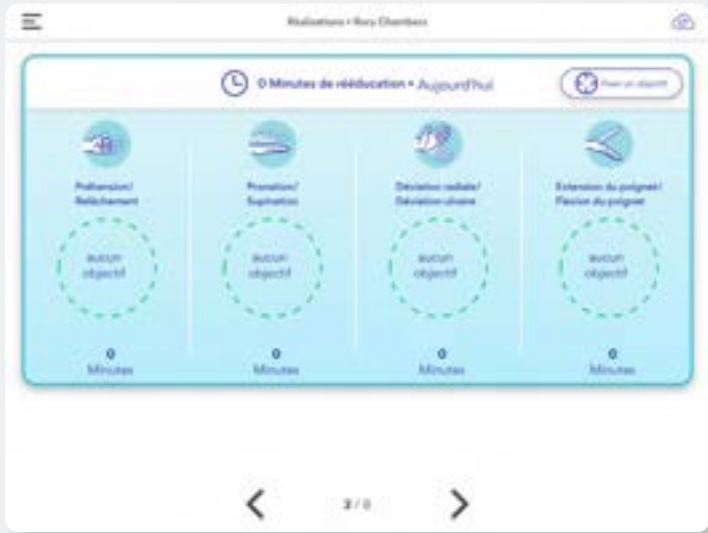 Réalisations • Rory Chambers
0 Minutes de rééducation • Aujourd'hui
Fixer un objectif
Préhension/
Relâchement
Pronation/
Supination
Déviation radiale/
Déviation ulnaire
Extension du poignet/
Flexion du poignet
aucun
objectif
aucun
objectif
aucun
objectif
aucun
objectif
0
Minutes
0
Minutes
0
Minutes
0
Minutes